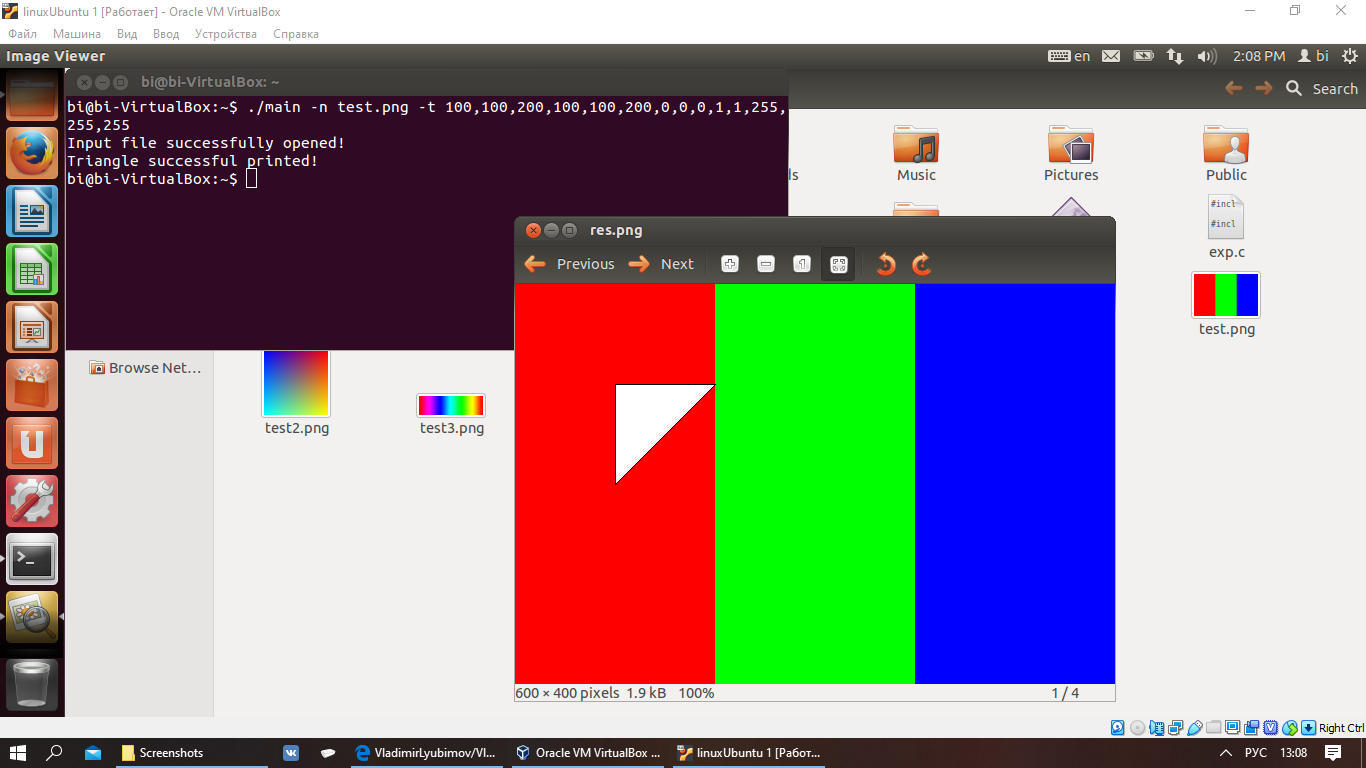 linuxUbuntu 1 [Работает] - Oracle VM VirtualBox
Файл Машина Вид Ввод Устройства Справка
Image Viewer
en
2:08 PM
bi
bi@bi-VirtualBox: ~
Search
bi@bi-VirtualBox:~$ ./main -n test.png -t 100,100,200,100,100,200,0,0,0,1,1,255,
255,255
Input file successfully opened!
Triangle successful printed!
bi@bi-VirtualBox:~$
ls
Music
Pictures
Public
#incl
#incl
exp.c
test.png
res.png
Previous
Next
Browse Net...
test2.png
test3.png
600 × 400 pixels 1.9 kB 100%
1 / 4
Right Ctrl
Screenshots
VladimirLyubimov/Vl...
Oracle VM VirtualBox ...
linuxUbuntu 1 [Работ...
РУС
13:08